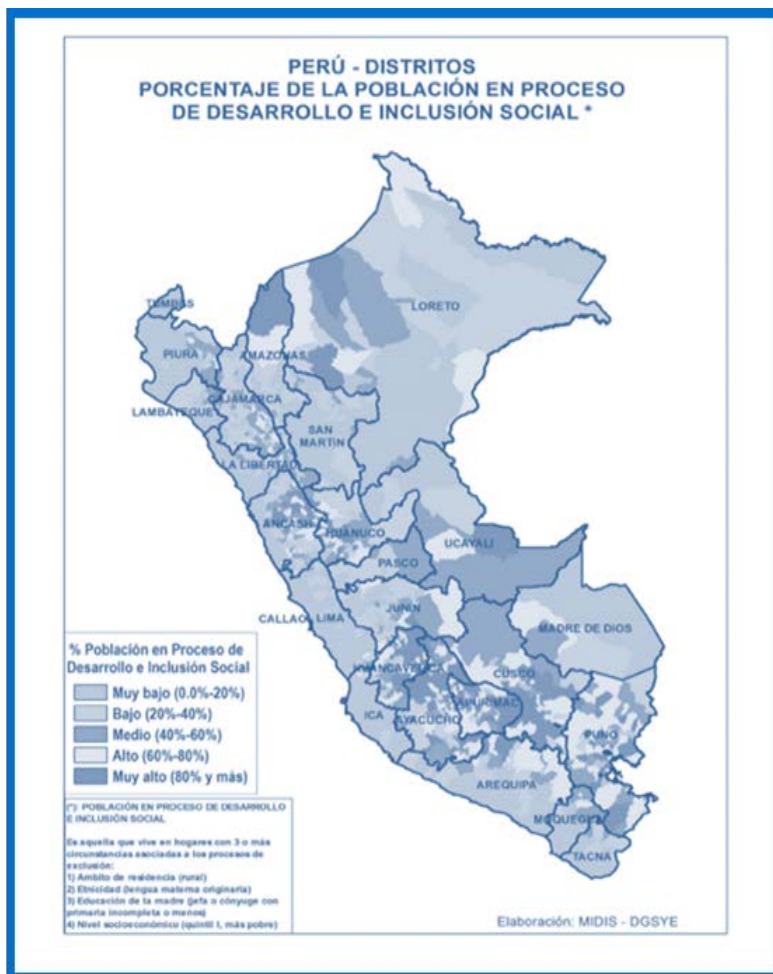 PERÚ - DISTRITOS
PORCENTAJE DE LA POBLACIÓN EN PROCESO
DE DESARROLLO E INCLUSIÓN SOCIAL *
LORETO
TUMBES
PIURA
AMAZONAS
CAJAMARCA
LAMBAYEQUE
SAN
MARTIN
LA LIBERTAD
ANCASH
HUANUCO
UCAYALI
PASCO
JUNIN
CALLAO
LIMA
MADRE DE DIOS
HUANCAVELICA
CUSCO
ICA
AYACUCHO
APURIMAC
PUNO
AREQUIPA
MOQUEGUA
TACNA
% Población en Proceso de
Desarrollo e Inclusión Social
Muy bajo (0.0%-20%)
Bajo (20%-40%)
Medio (40%-60%)
Alto (60%-80%)
Muy alto (80% y más)
(*): POBLACIÓN EN PROCESO DE DESARROLLO
E INCLUSIÓN SOCIAL
Es aquella que vive en hogares con 3 o más
circunstancias asociadas a los procesos de
exclusión:
1) Ambito de residencia (rural)
2) Etnicidad (lengua materna originaria)
3) Educación de la madre (jefa o cónyuge con
primaria incompleta o menos)
4) Nivel socioeconómico (quintil I, más pobre)
Elaboración: MIDIS - DGSYE